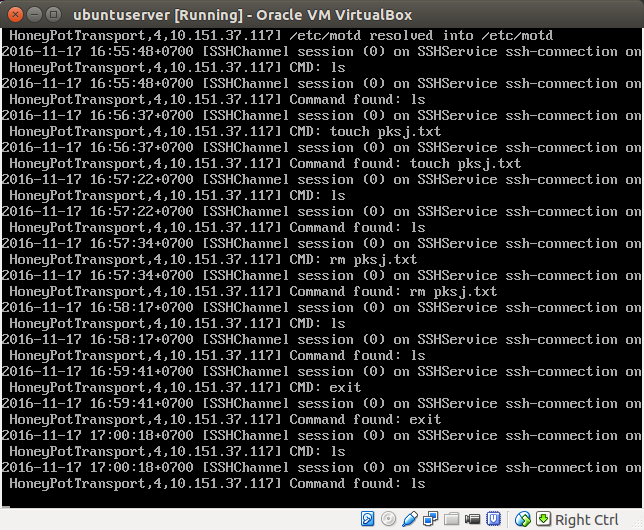 ubuntuserver [Running] - Oracle VM VirtualBox
HoneyPotTransport,4,10.151.37.117] /etc/motd resolved into /etc/motd
2016-11-17 16:55:48+0700 [SSHChannel session (0) on SSHService ssh-connection on
HoneyPotTransport,4,10.151.37.117] CMD: ls
2016-11-17 16:55:48+0700 [SSHChannel session (0) on SSHService ssh-connection on
HoneyPotTransport,4,10.151.37.117] Command found: ls
2016-11-17 16:56:37+0700 [SSHChannel session (0) on SSHService ssh-connection on
HoneyPotTransport,4,10.151.37.117] CMD: touch pksj.txt
2016-11-17 16:56:37+0700 [SSHChannel session (0) on SSHService ssh-connection on
HoneyPotTransport,4,10.151.37.117] Command found: touch pksj.txt
2016-11-17 16:57:22+0700 [SSHChannel session (0) on SSHService ssh-connection on
HoneyPotTransport,4,10.151.37.117] CMD: ls
2016-11-17 16:57:22+0700 [SSHChannel session (0) on SSHService ssh-connection on
HoneyPotTransport,4,10.151.37.117] Command found: ls
2016-11-17 16:57:34+0700 [SSHChannel session (0) on SSHService ssh-connection on
HoneyPotTransport,4,10.151.37.117] CMD: rm pksj.txt
2016-11-17 16:57:34+0700 [SSHChannel session (0) on SSHService ssh-connection on
HoneyPotTransport,4,10.151.37.117] Command found: rm pksj.txt
2016-11-17 16:58:17+0700 [SSHChannel session (0) on SSHService ssh-connection on
HoneyPotTransport,4,10.151.37.117] CMD: ls
2016-11-17 16:58:17+0700 [SSHChannel session (0) on SSHService ssh-connection on
HoneyPotTransport,4,10.151.37.117] Command found: ls
2016-11-17 16:59:41+0700 [SSHChannel session (0) on SSHService ssh-connection on
HoneyPotTransport,4,10.151.37.117] CMD: exit
2016-11-17 16:59:41+0700 [SSHChannel session (0) on SSHService ssh-connection on
HoneyPotTransport,4,10.151.37.117] Command found: exit
2016-11-17 17:00:18+0700 [SSHChannel session (0) on SSHService ssh-connection on
HoneyPotTransport,4,10.151.37.117] CMD: ls
2016-11-17 17:00:18+0700 [SSHChannel session (0) on SSHService ssh-connection on
HoneyPotTransport,4,10.151.37.117] Command found: ls
Right Ctrl